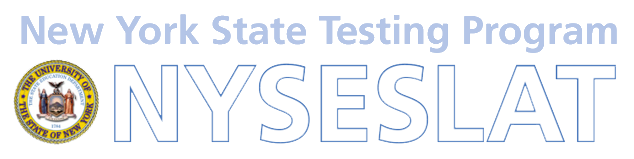 New York State Testing Program
NYSESLAT
THE UNIVERSITY OF
THE STATE OF NEW YORK